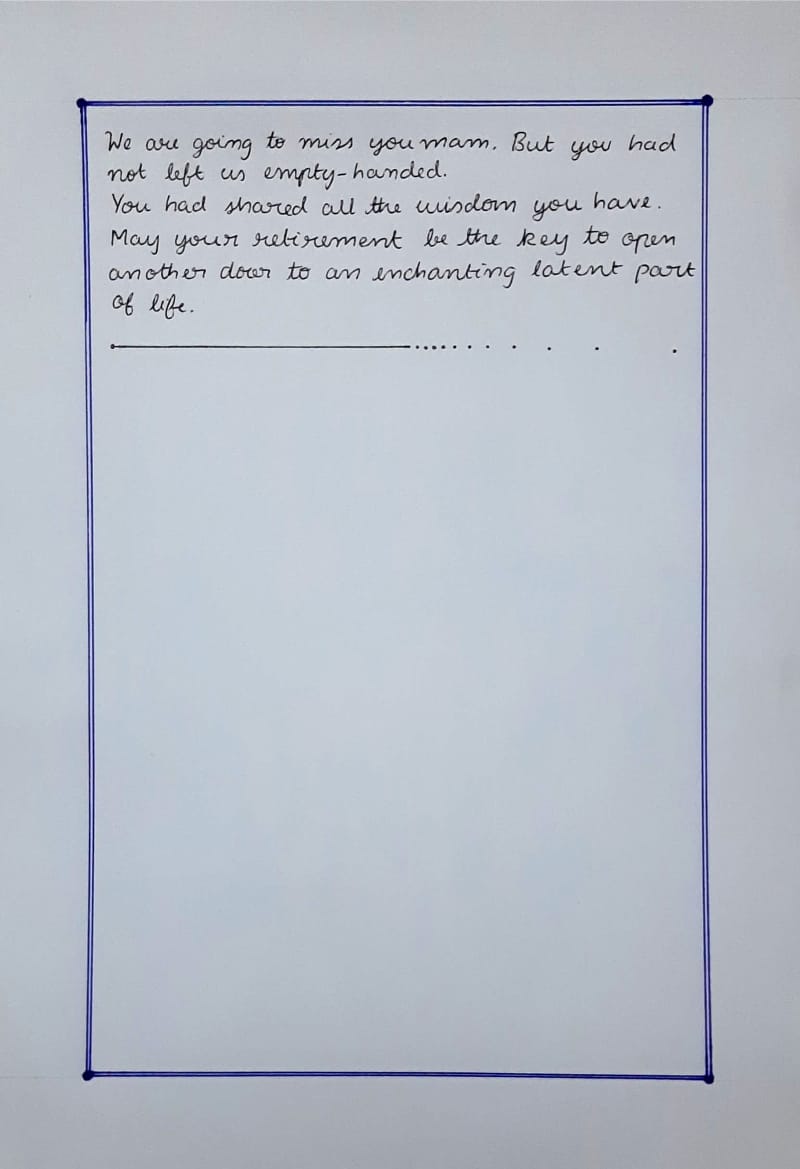 We are going to miss you mam. But you had
not left us empty-handed.
You had shared all the wisdom you have.
May your retirement be the key to open
another door to an enchanting latent part
of life.